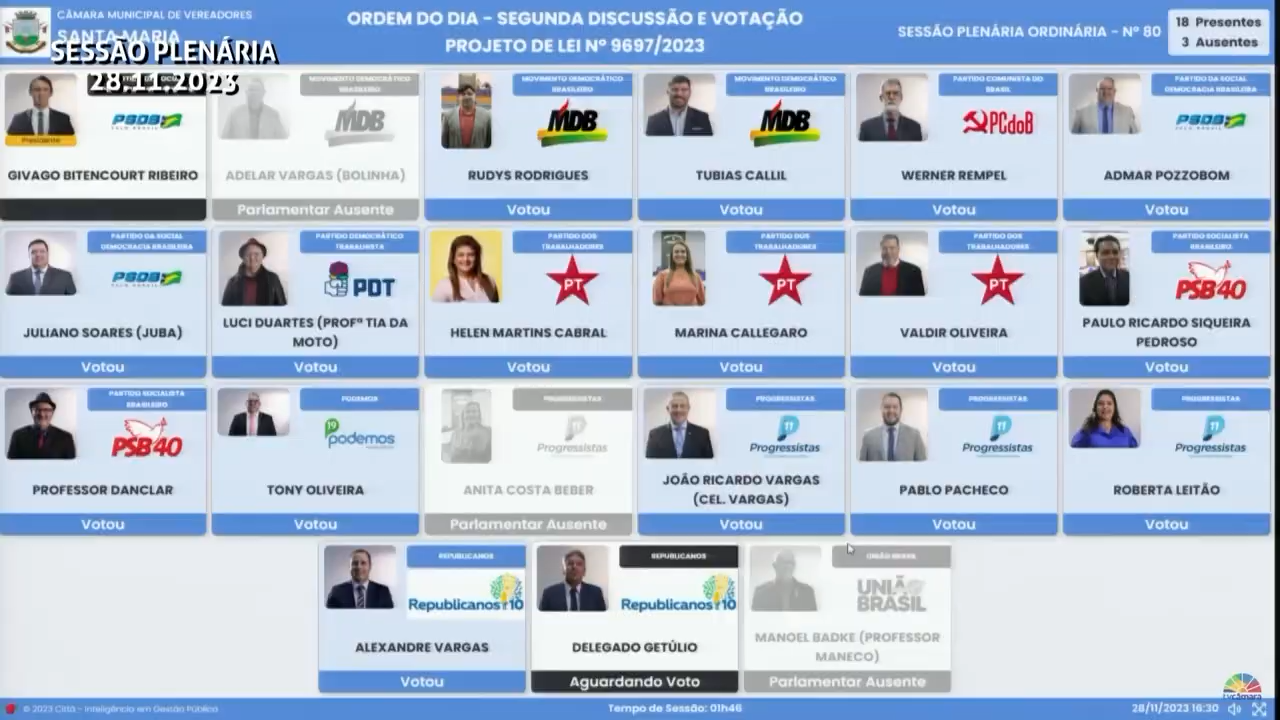 CÂMARA MUNICIPAL DE VEREADORES
SANTA MARIA
SESSÃO PLENÁRIA
28.11.2023
ORDEM DO DIA - SEGUNDA DISCUSSÃO E VOTAÇÃO
PROJETO DE LEI Nº 9697/2023
SESSÃO PLENÁRIA ORDINÁRIA - Nº 80
18 Presentes
3 Ausentes
PSDB
Presidente
GIVAGO BITENCOURT RIBEIRO
MOVIMENTO DEMOCRÁTICO
BRASILEIRO
MDB
ADELAR VARGAS (BOLINHA)
Parlamentar Ausente
MOVIMENTO DEMOCRÁTICO
BRASILEIRO
MDB
RUDYS RODRIGUES
Votou
MOVIMENTO DEMOCRÁTICO
BRASILEIRO
MDB
TUBIAS CALLIL
Votou
PARTIDO COMUNISTA DO
BRASIL
PCdoB
WERNER REMPEL
Votou
PARTIDO DA SOCIAL
DEMOCRACIA BRASILEIRA
PSDB
ADMAR POZZOBOM
Votou
PARTIDO DA SOCIAL
DEMOCRACIA BRASILEIRA
PSDB
JULIANO SOARES (JUBA)
Votou
PARTIDO DEMOCRÁTICO
TRABALHISTA
PDT
LUCI DUARTES (PROFª TIA DA
MOTO)
Votou
PARTIDO DOS
TRABALHADORES
PT
HELEN MARTINS CABRAL
Votou
PARTIDO DOS
TRABALHADORES
PT
MARINA CALLEGARO
Votou
PARTIDO DOS
TRABALHADORES
PT
VALDIR OLIVEIRA
Votou
PARTIDO SOCIALISTA
BRASILEIRO
PSB40
PAULO RICARDO SIQUEIRA
PEDROSO
Votou
PARTIDO SOCIALISTA
BRASILEIRO
PSB40
PROFESSOR DANCLAR
Votou
PODEMOS
19
podemos
TONY OLIVEIRA
Votou
PROGRESSISTAS
11
Progressistas
ANITA COSTA BEBER
Parlamentar Ausente
PROGRESSISTAS
11
Progressistas
JOÃO RICARDO VARGAS
(CEL. VARGAS)
Votou
PROGRESSISTAS
11
Progressistas
PABLO PACHECO
Votou
PROGRESSISTAS
11
Progressistas
ROBERTA LEITÃO
Votou
REPUBLICANOS
Republicanos10
ALEXANDRE VARGAS
Votou
REPUBLICANOS
Republicanos10
DELEGADO GETÚLIO
Aguardando Voto
UNIÃO BRASIL
UNIÃO
BRASIL
MANOEL BADKE (PROFESSOR
MANECO)
Parlamentar Ausente
© 2023 Citta - Inteligência em Gestão Pública
Tempo de Sessão: 01h46
28/11/2023 16:30
TVCâmara